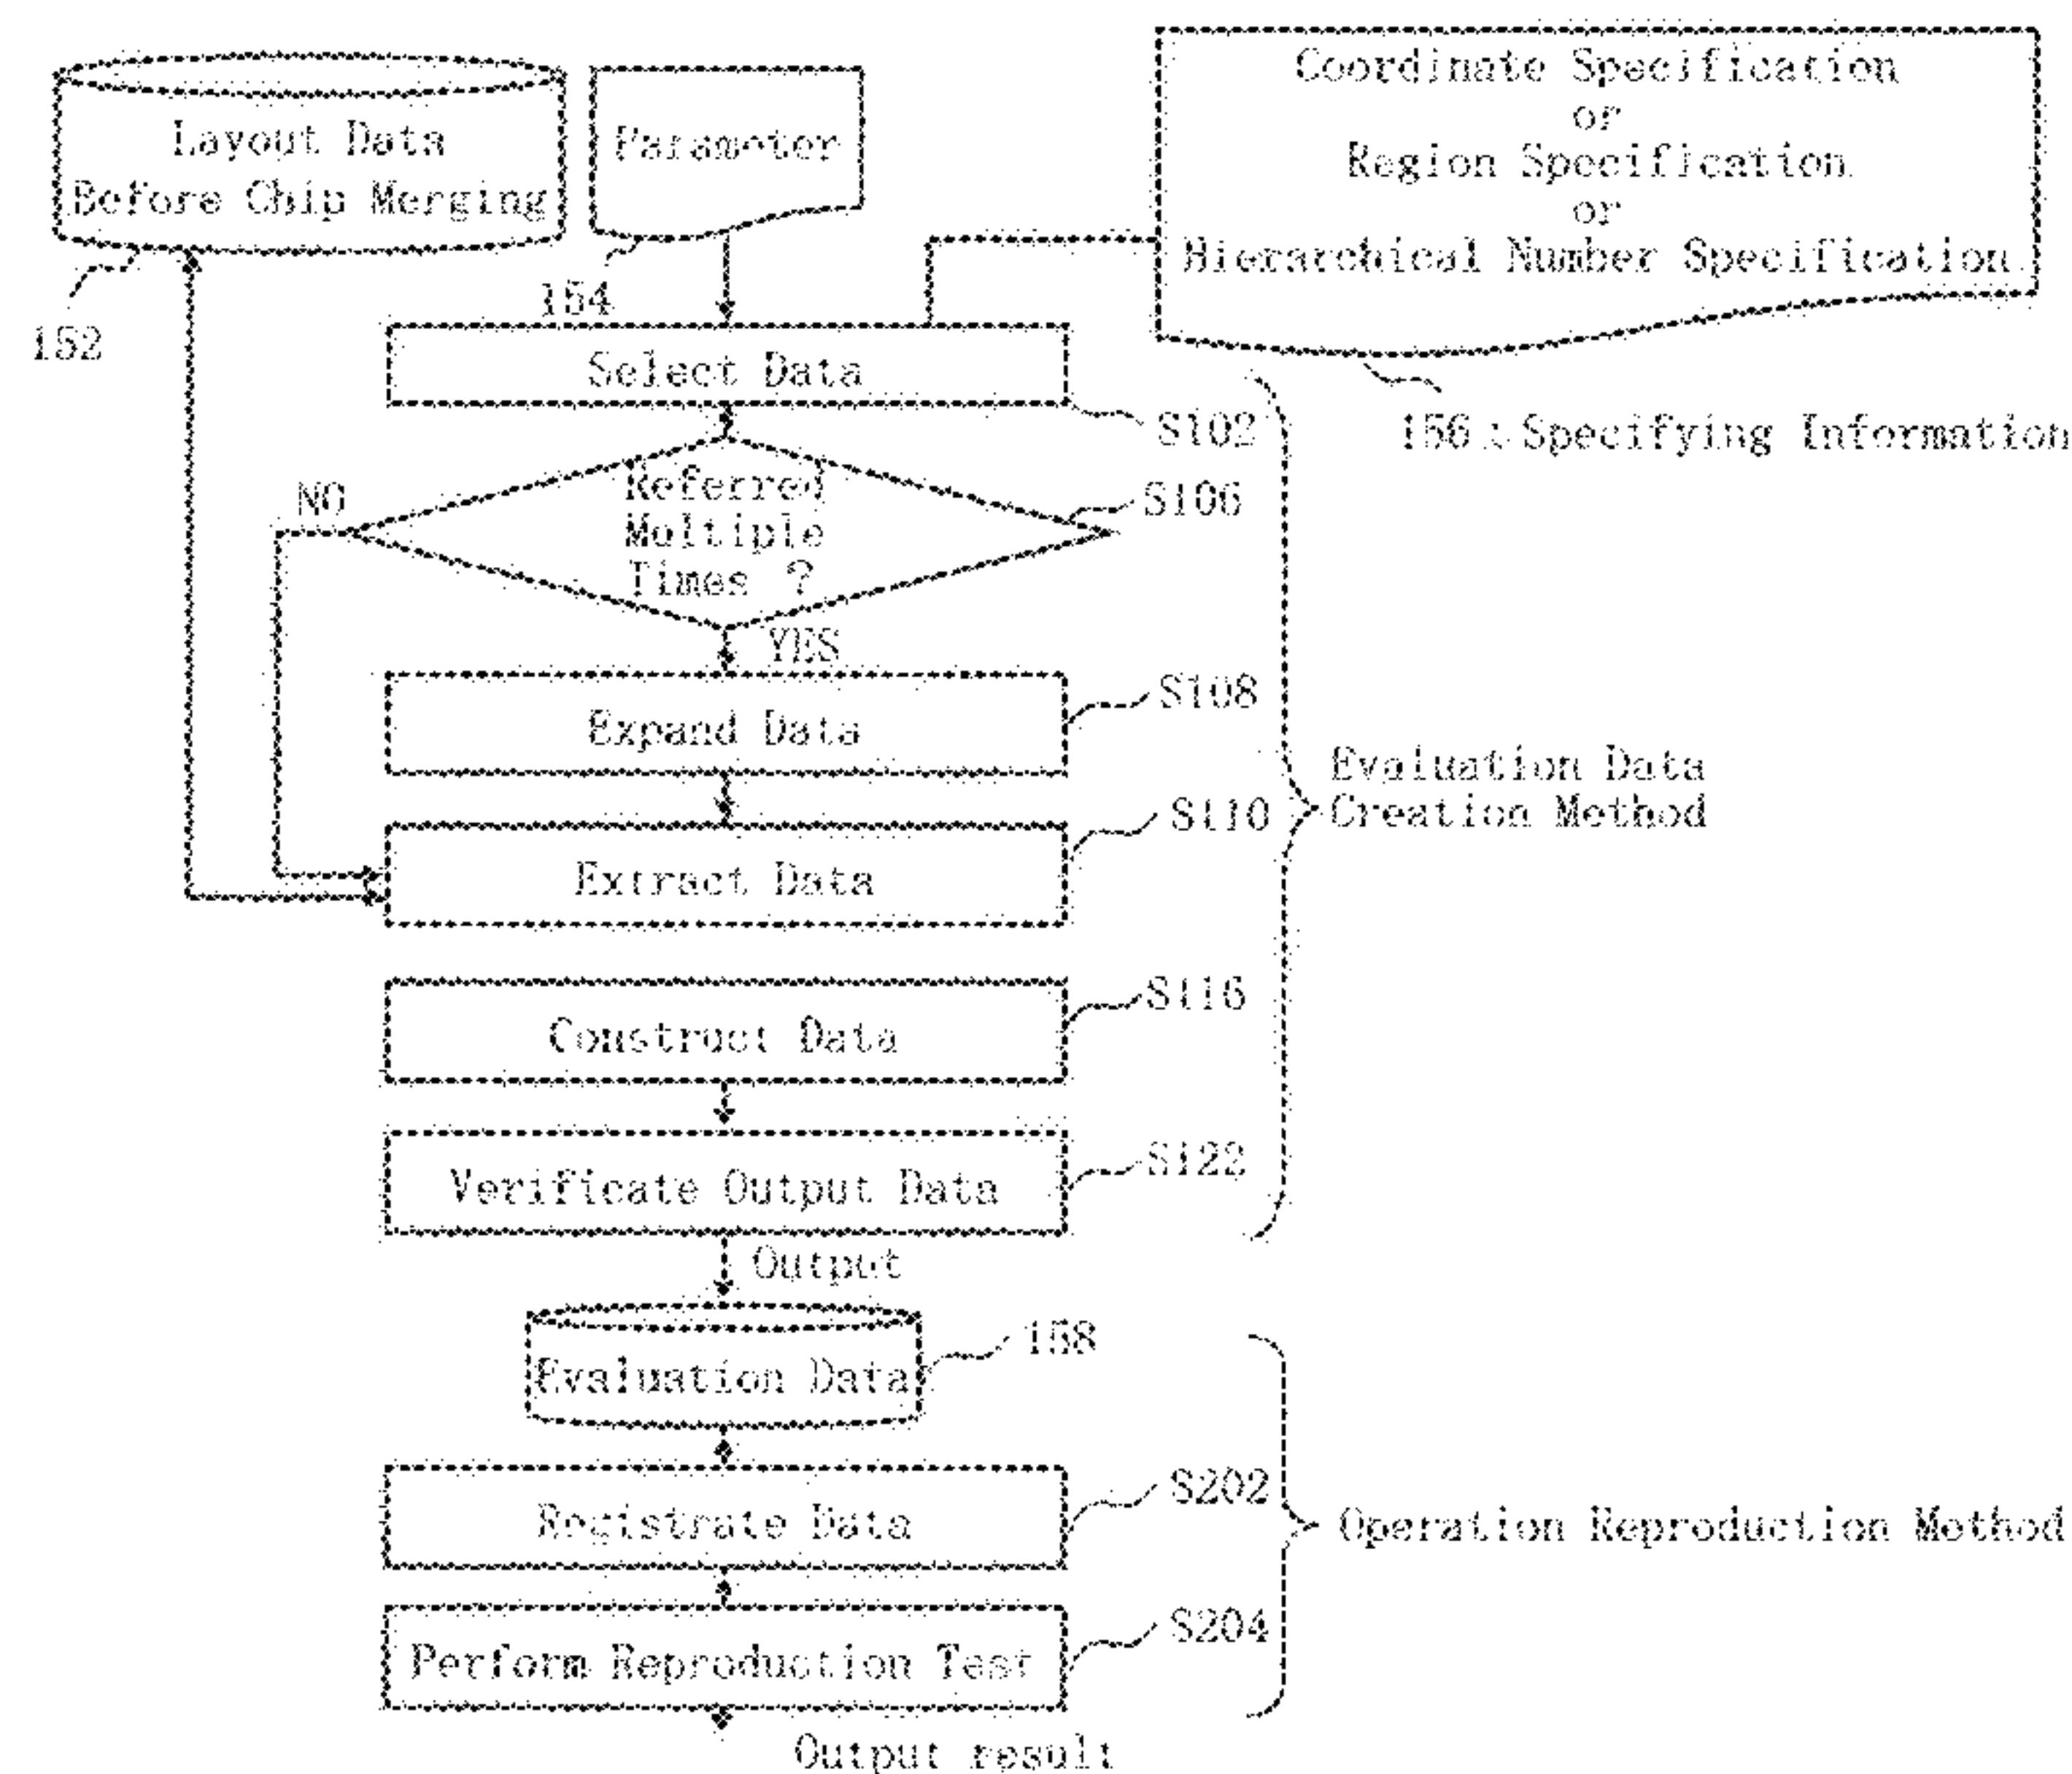 Layout Data
Before Chip Merging
152
Parameter
154
Coordinate Specification
or
Region Specification
or
Hierarchical Number Specification
156 : Specifying Information
Select Data
S102
Referred
Multiple
Times ?
S106
NO
YES
Expand Data
S108
Extract Data
S110
Evaluation Data
Creation Method
Construct Data
S116
Verificate Output Data
S122
Output
Evaluation Data
158
Registrate Data
S202
Operation Reproduction Method
Perform Reproduction Test
S204
Output result